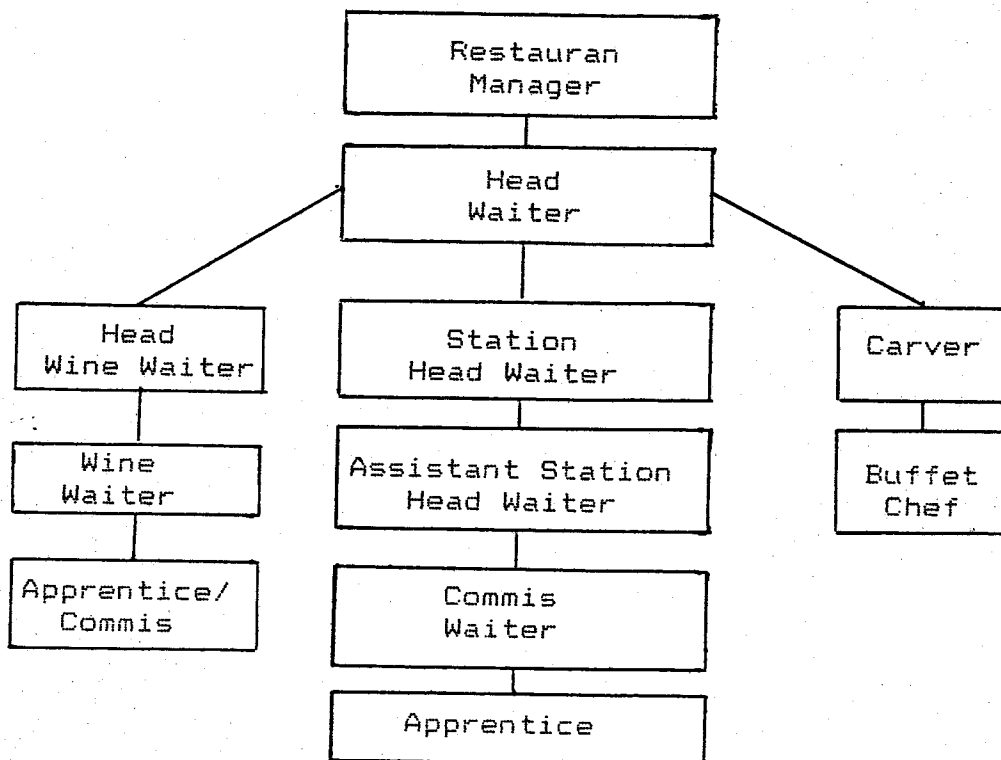 Restauran
Manager
Head
Waiter
Head
Wine Waiter
Station
Head Waiter
Carver
Wine
Waiter
Assistant Station
Head Waiter
Buffet
Chef
Apprentice/
Commis
Commis
Waiter
Apprentice